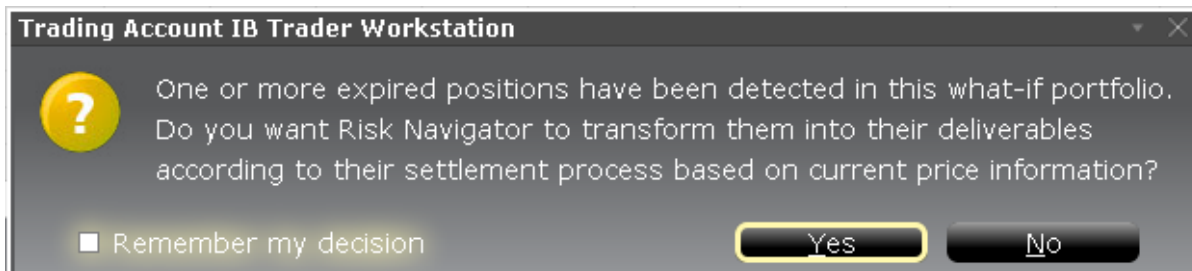 Trading Account IB Trader Workstation
?
One or more expired positions have been detected in this what-if portfolio.
Do you want Risk Navigator to transform them into their deliverables
according to their settlement process based on current price information?
Remember my decision
Yes
No